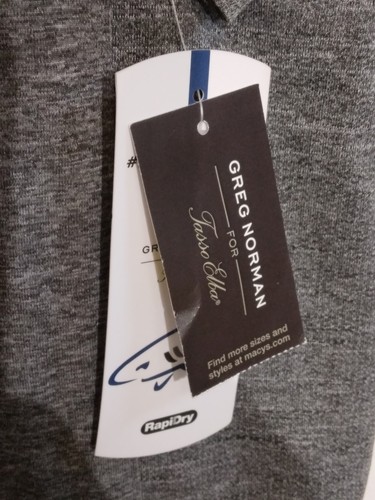 GREG NORMAN
FOR
Tasso Elba
Find more sizes and
styles at macys.com
#
GR
RapiDry